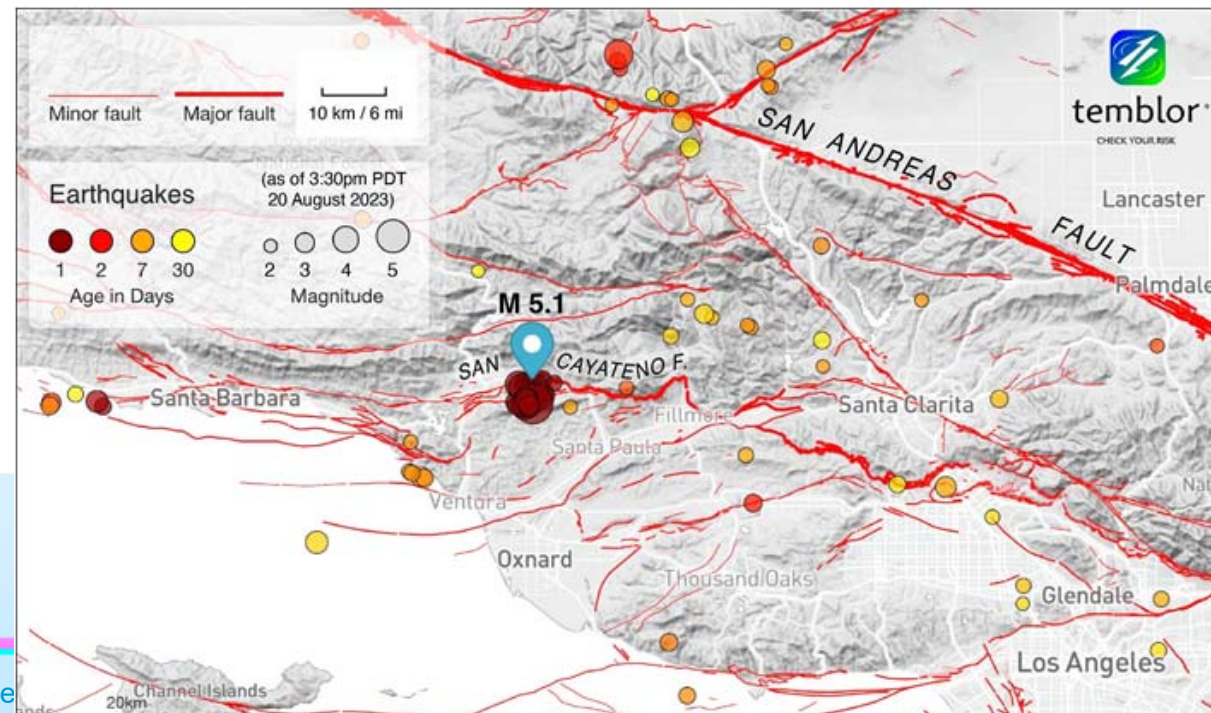 Minor fault
Major fault
10 km / 6 mi
Earthquakes
(as of 3:30pm PDT
20 August 2023)
1 2 7 30
2 3 4 5
Age in Days
Magnitude
temblor
CHECK YOUR RISK
SAN ANDREAS FAULT
Lancaster
Palmdale
M 5.1
SAN CAYATENO F.
Santa Barbara
Fillmore
Santa Clarita
Santa Paula
Ventura
Oxnard
Thousand Oaks
Glendale
Los Angeles
Channel Islands
20km